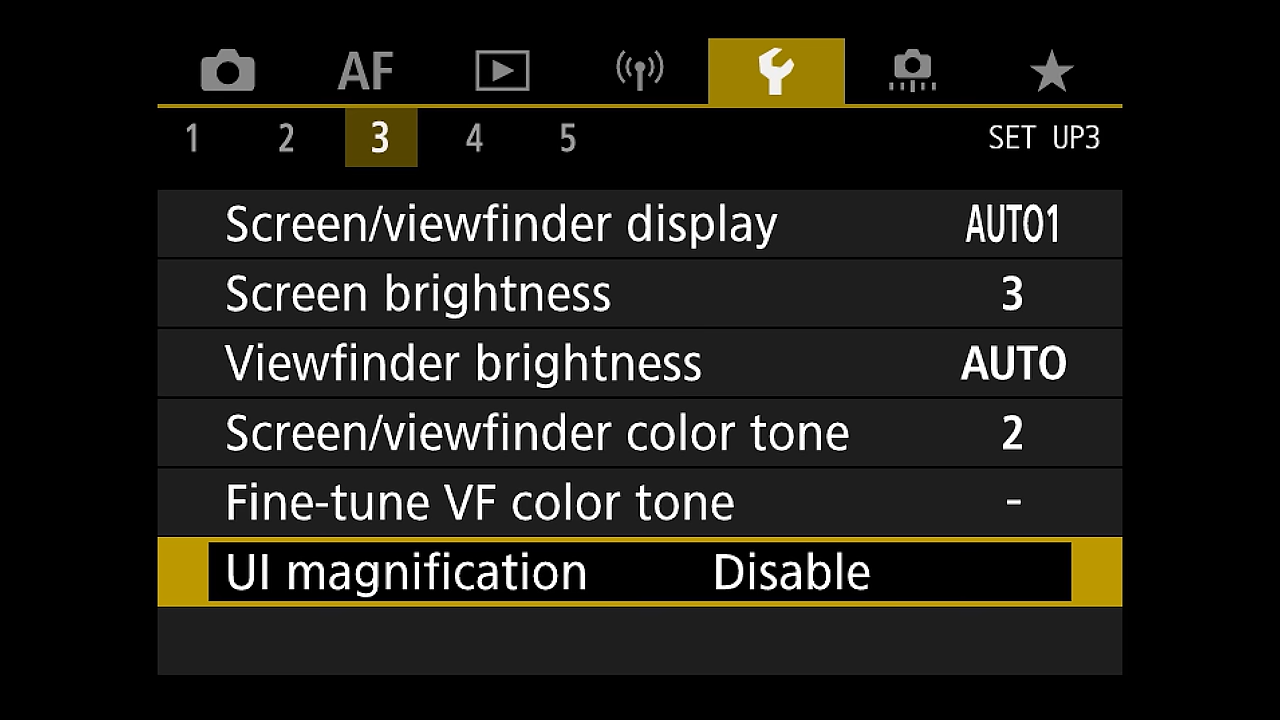 AF
1 2 3 4 5 SET UP3
Screen/viewfinder display AUTO1
Screen brightness 3
Viewfinder brightness AUTO
Screen/viewfinder color tone 2
Fine-tune VF color tone -
UI magnification Disable